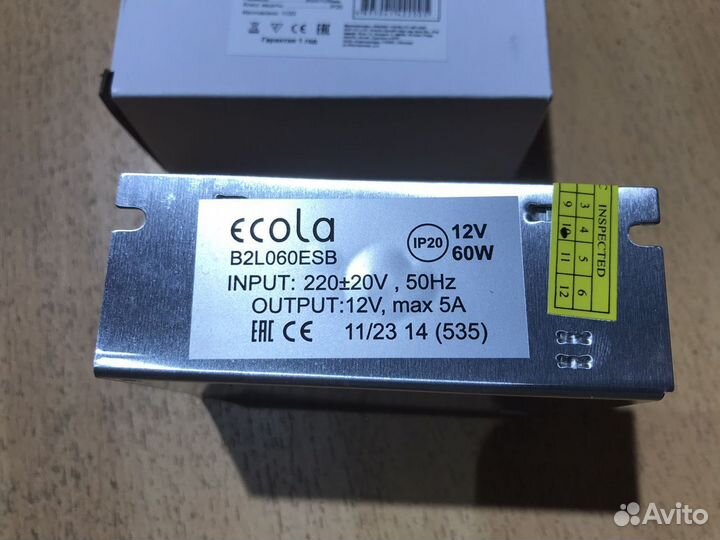 Гарантия 1 год
ecola
B2L060ESB
IP20
12V
60W
INPUT: 220±20V , 50Hz
OUTPUT:12V, max 5A
EAC CE 11/23 14 (535)
INSPECTED
3 4 5 6
9 10 11 12
Avito